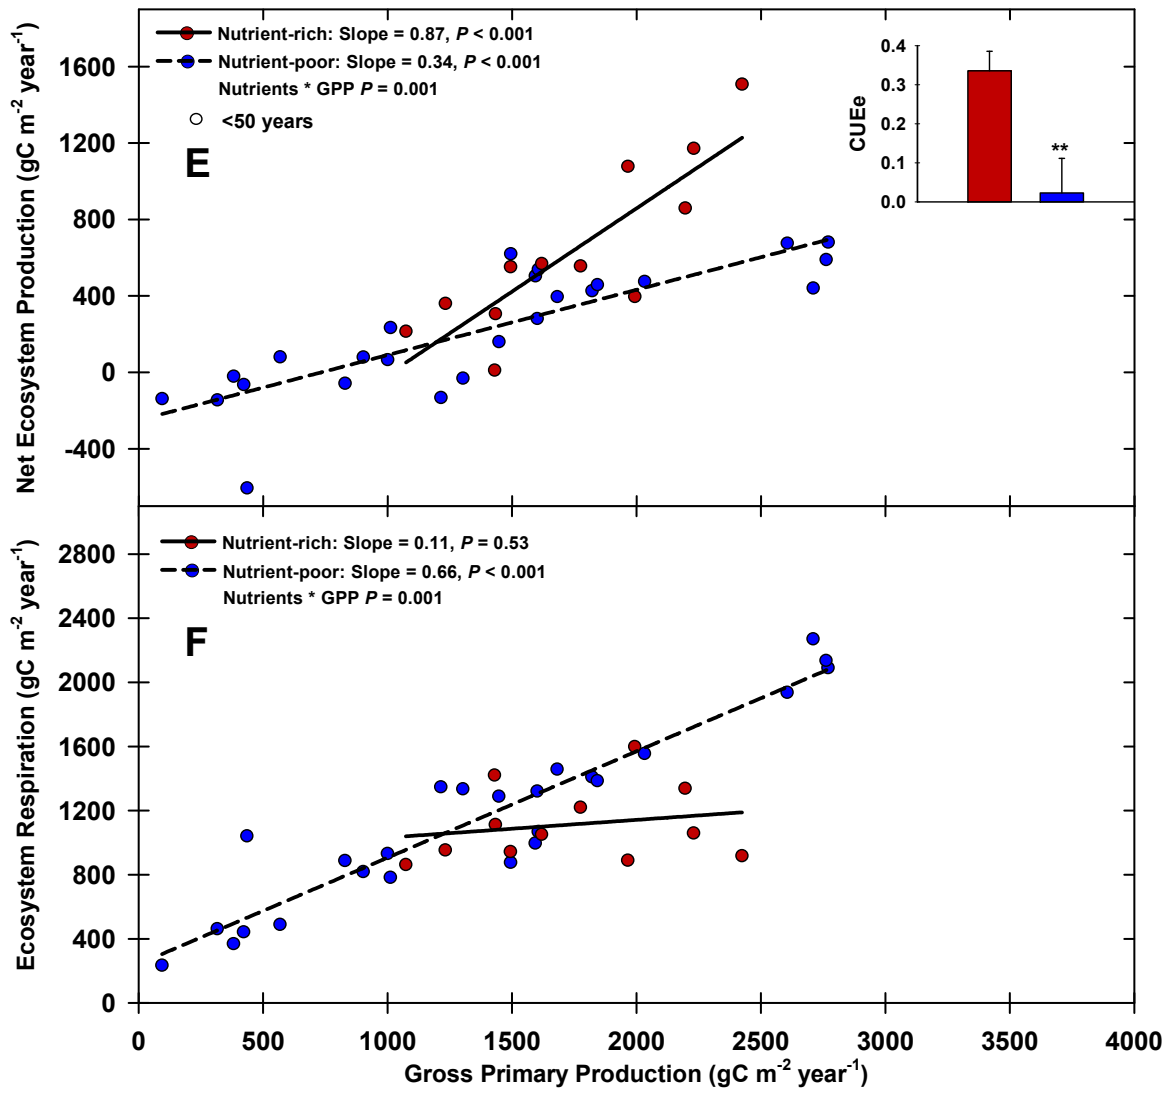 Nutrient-rich: Slope = 0.87, P < 0.001
Nutrient-poor: Slope = 0.34, P < 0.001
Nutrients * GPP P = 0.001
<50 years
E
Net Ecosystem Production (gC m-2 year-1)
1600
1200
800
400
0
-400
CUEe
0.4
0.3
0.2
0.1
0.0
**
Nutrient-rich: Slope = 0.11, P = 0.53
Nutrient-poor: Slope = 0.66, P < 0.001
Nutrients * GPP P = 0.001
F
Ecosystem Respiration (gC m-2 year-1)
2800
2400
2000
1600
1200
800
400
0
0 500 1000 1500 2000 2500 3000 3500 4000
Gross Primary Production (gC m-2 year-1)